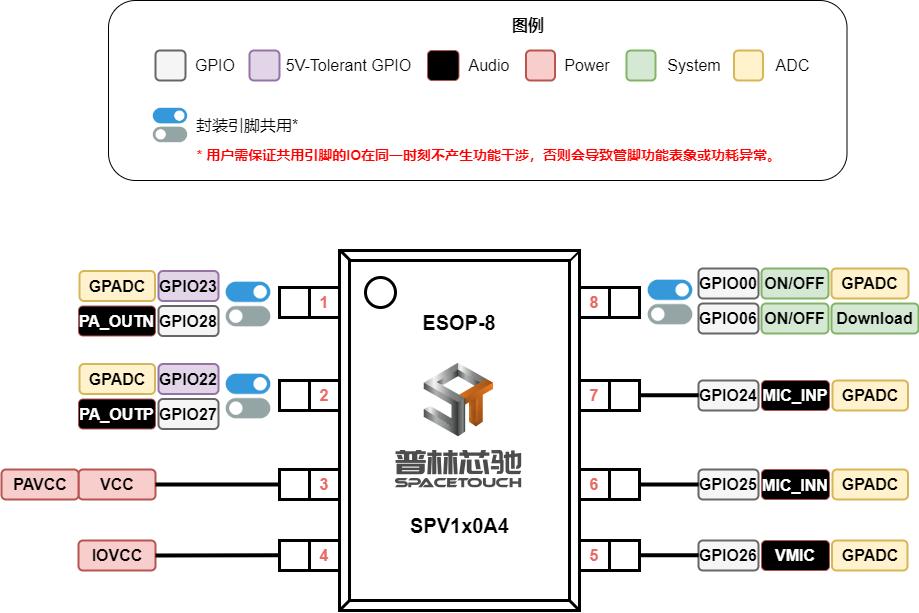 图例
GPIO 5V-Tolerant GPIO Audio Power System ADC
封装引脚共用*
* 用户需保证共用引脚的IO在同一时刻不产生功能干涉，否则会导致管脚功能表象或功耗异常。
GPADC GPIO23 1 8 GPIO00 ON/OFF GPADC
PA_OUTN GPIO28 GPIO06 ON/OFF Download
ESOP-8
GPADC GPIO22 2 7 GPIO24 MIC_INP GPADC
PA_OUTP GPIO27
普林芯驰
SPACETOUCH
PAVCC VCC 3 6 GPIO25 MIC_INN GPADC
SPV1x0A4
IOVCC 4 5 GPIO26 VMIC GPADC